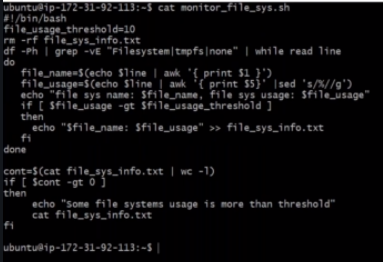 ubuntu@ip-172-31-92-113:~$ cat monitor_file_sys.sh
#!/bin/bash
file_usage_threshold=10
rm -rf file_sys_info.txt
df -Ph | grep -vE "Filesystem|tmpfs|none" | while read line
do
file_name=$(echo $line | awk '{ print $1 }')
file_usage=$(echo $line | awk '{ print $5}' |sed 's/%//g')
echo "file sys name: $file_name, file sys usage: $file_usage"
if [ $file_usage -gt $file_usage_threshold ]
then
echo "$file_name: $file_usage" >> file_sys_info.txt
fi
done
cont=$(cat file_sys_info.txt | wc -l)
if [ $cont -gt 0 ]
then
echo "Some file systems usage is more than threshold"
cat file_sys_info.txt
fi
ubuntu@ip-172-31-92-113:~$